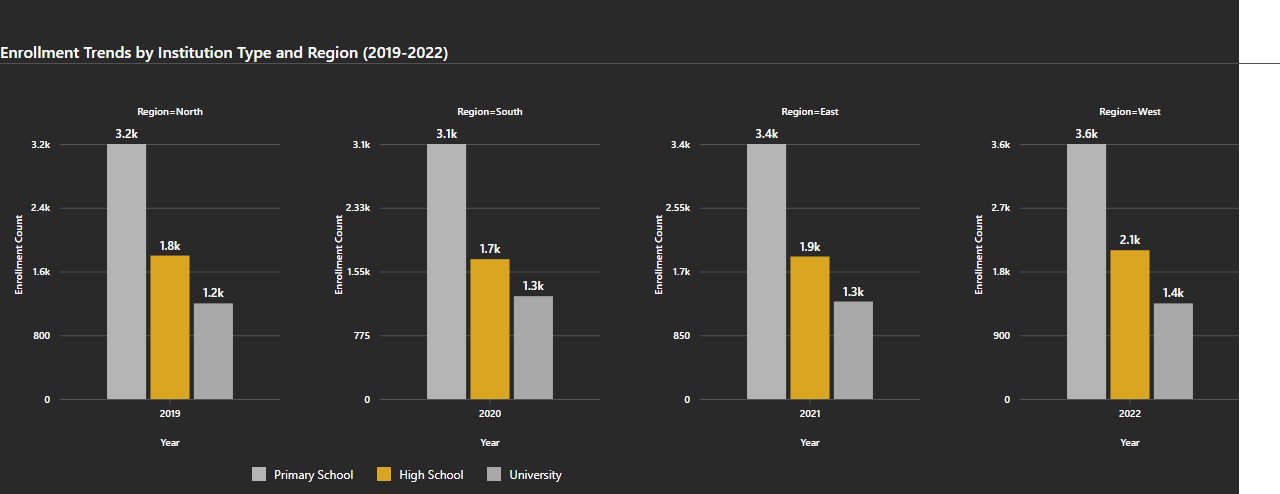 Enrollment Trends by Institution Type and Region (2019-2022)
Region=North
3.2k
3.2k
2.4k
1.8k
1.6k
1.2k
800
0
Enrollment Count
2019
Year
Region=South
3.1k
3.1k
2.33k
1.7k
1.55k
1.3k
775
0
Enrollment Count
2020
Year
Region=East
3.4k
3.4k
2.55k
1.9k
1.7k
1.3k
850
0
Enrollment Count
2021
Year
Region=West
3.6k
3.6k
2.7k
2.1k
1.8k
1.4k
900
0
Enrollment Count
2022
Year
Primary School High School University